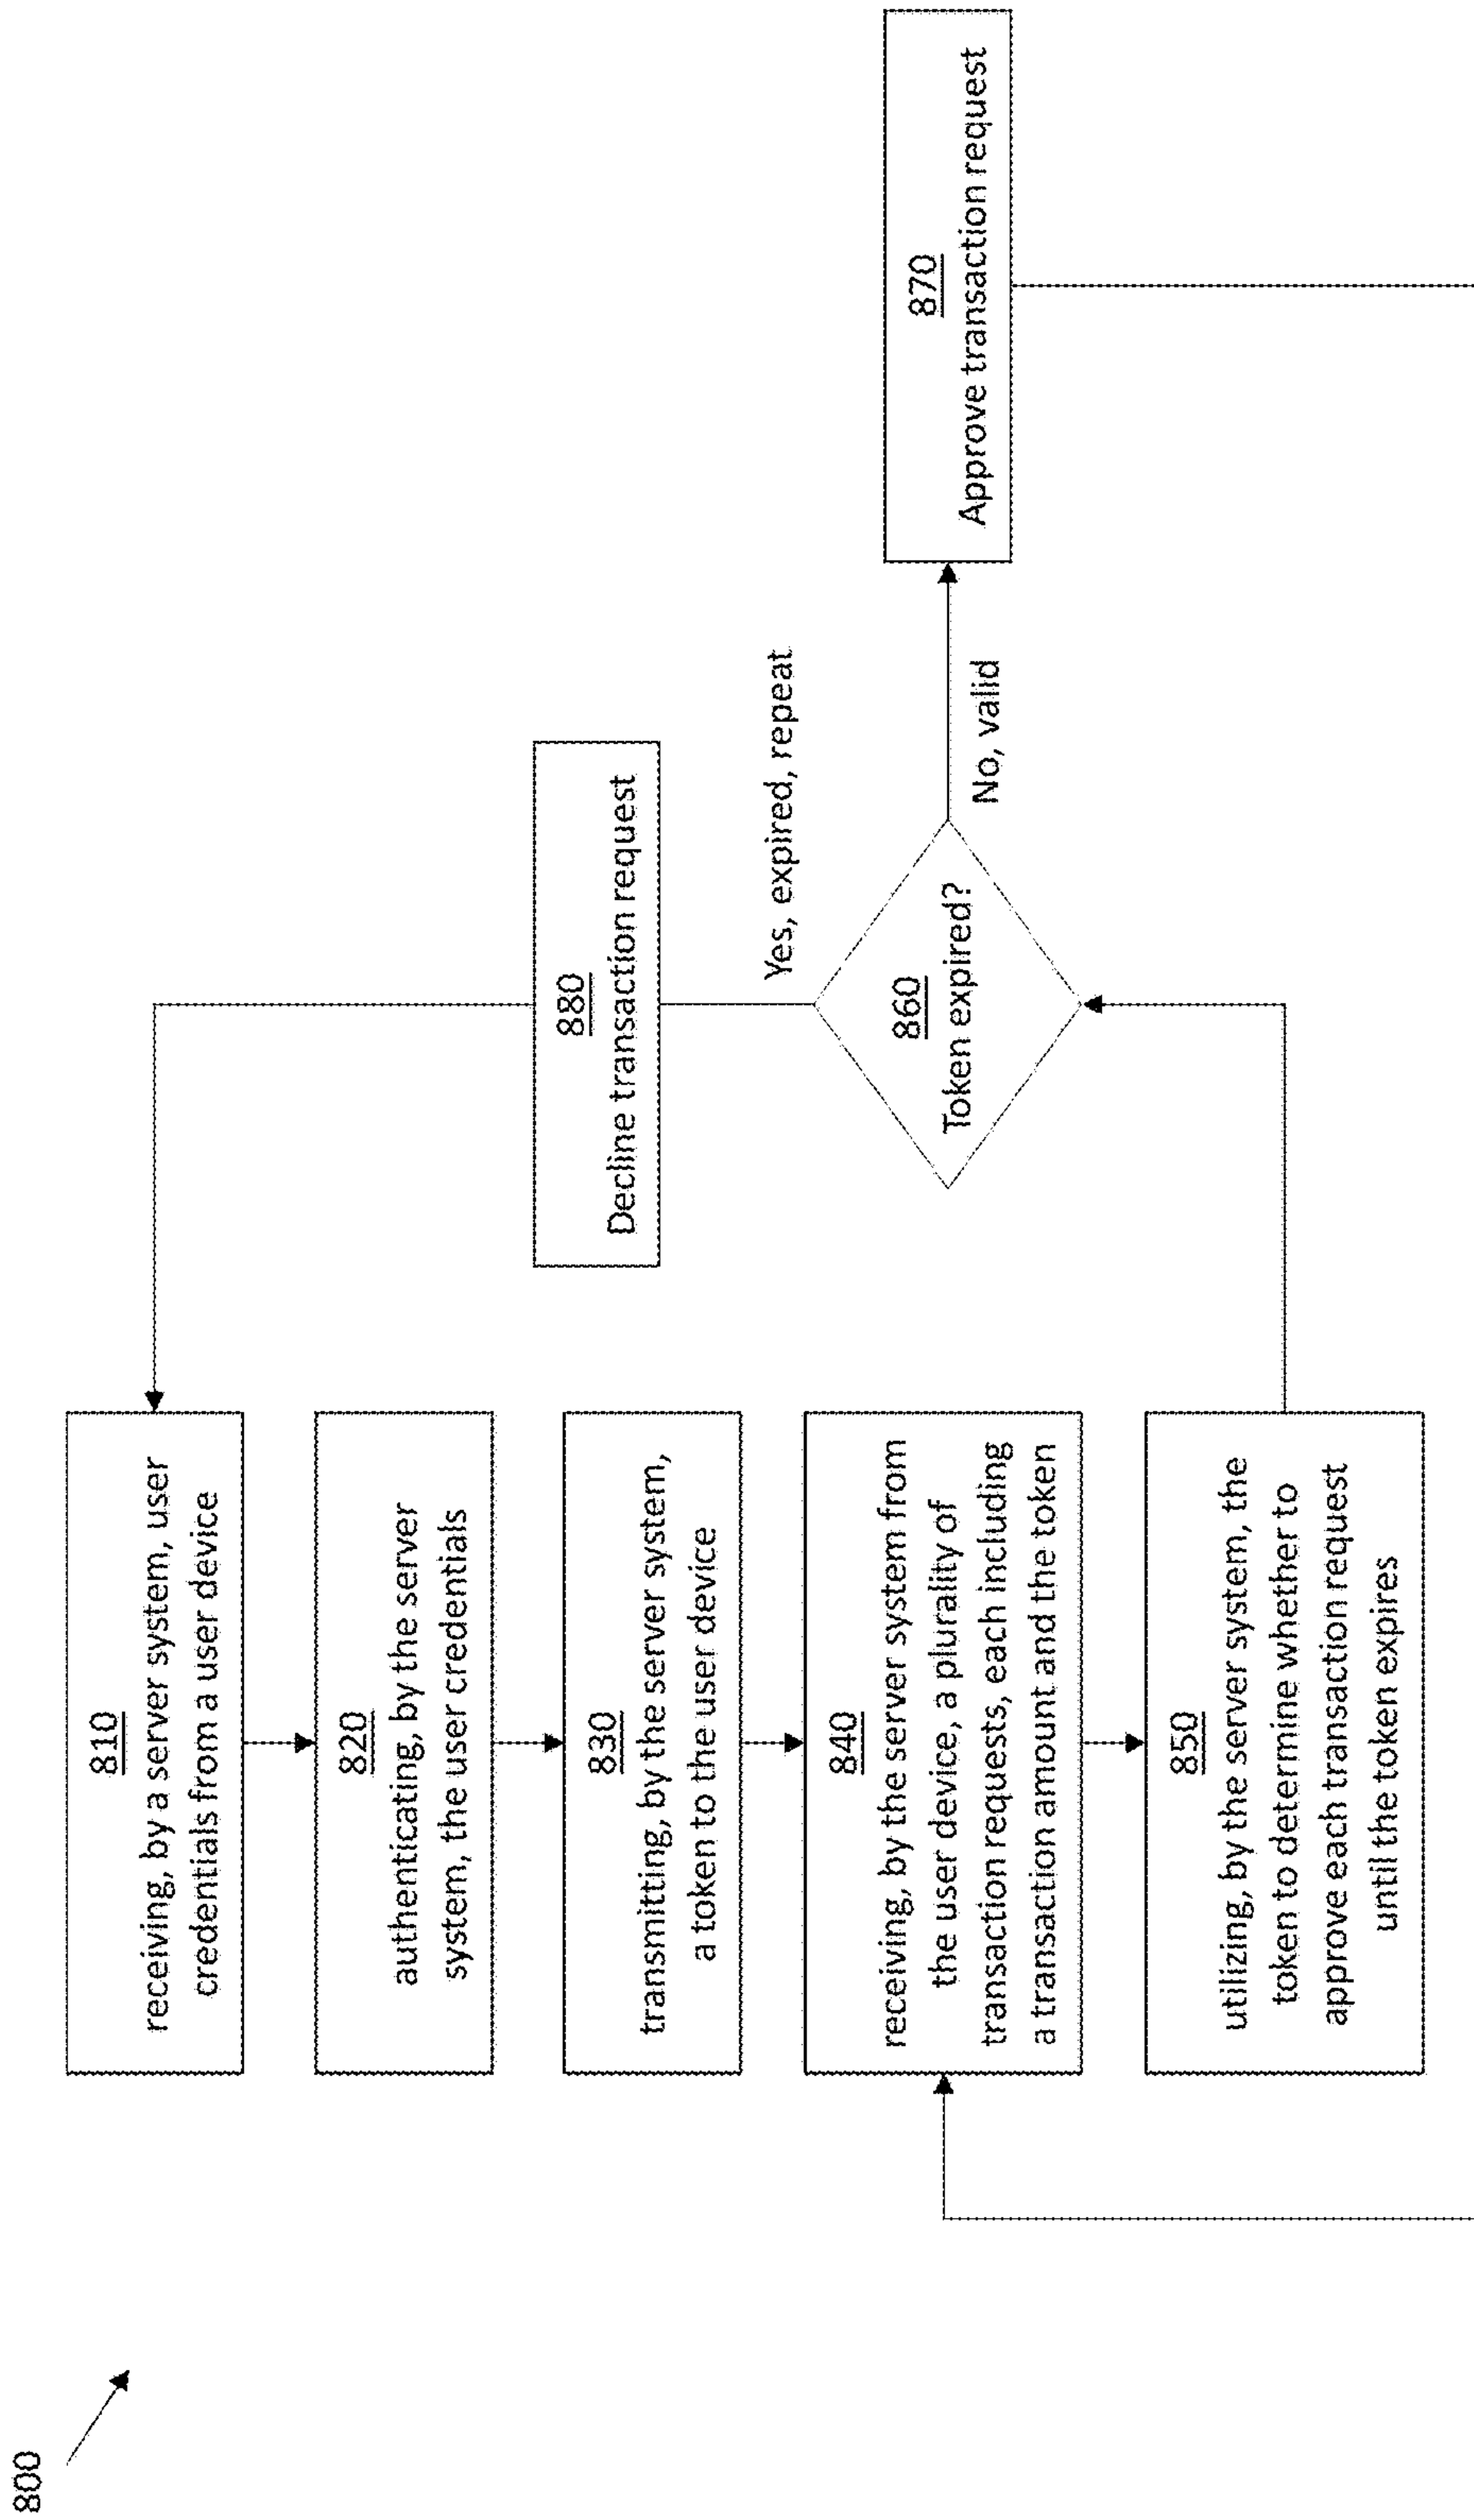 800
810
receiving, by a server system, user
credentials from a user device
820
authenticating, by the server
system, the user credentials
830
transmitting, by the server system,
a token to the user device
840
receiving, by the server system from
the user device, a plurality of
transaction requests, each including
a transaction amount and the token
850
utilizing, by the server system, the
token to determine whether to
approve each transaction request
until the token expires
880
Decline transaction request
Yes, expired, repeat
860
Token expired?
No, valid
870
Approve transaction request